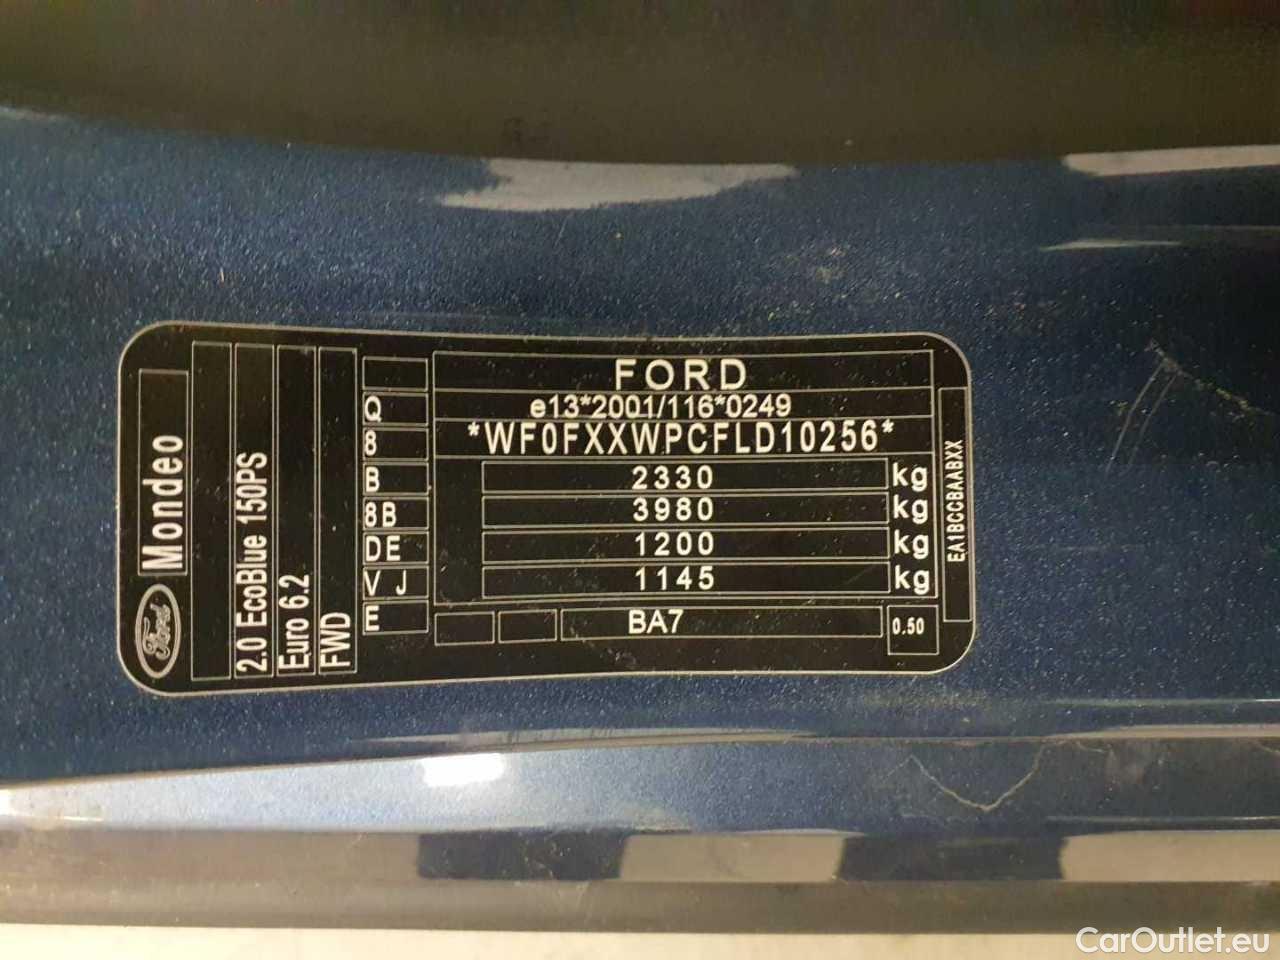 Ford
Mondeo
2.0 EcoBlue 150PS
Euro 6.2
FWD
Q
8
B
8B
DE
V J
E
FORD
e13*2001/116*0249
*WF0FXXWPCFLD10256*
2330 kg
3980 kg
1200 kg
1145 kg
BA7
0.50
EA1BCCBAABXX
CarOutlet.eu